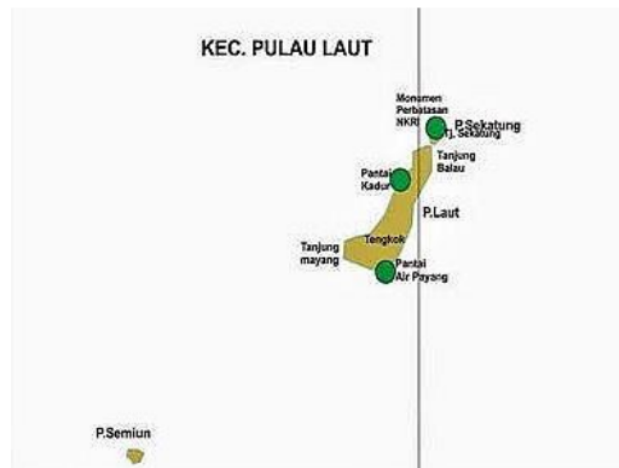 KEC. PULAU LAUT
Monumen
Perbatasan
NKRI
P.Sekatung
Tj. Sekatung
Tanjung
Balau
Pantai
Kadur
P.Laut
Tengkok
Tanjung
mayang
Pantai
Air Payang
P.Semiun